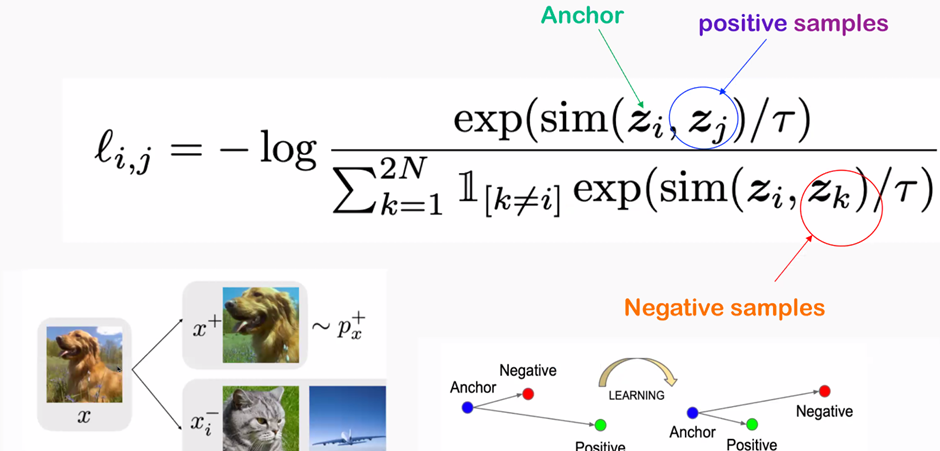 Anchor
positive samples
ℓ_{i,j} = − log exp(sim(z_i, z_j)/τ) / ∑_{k=1}^{2N} 𝟙_{[k≠i]} exp(sim(z_i, z_k)/τ)
Negative samples
x
x^+ ∼ p_x^+
x_i^−
Anchor
Negative
Positive
LEARNING
Anchor
Positive
Negative